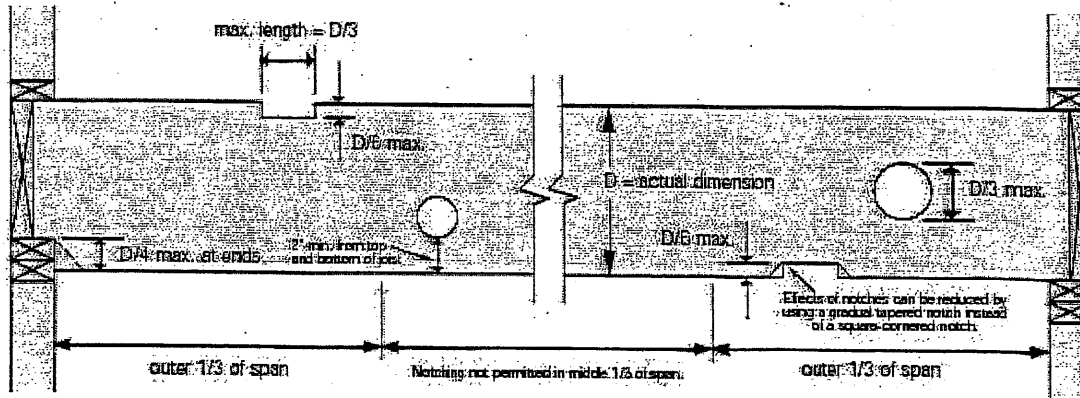 max. length = D/3
D/6 max.
D = actual dimension
D/3 max.
D/4 max. at ends
2" min. from top
and bottom of joist
D/6 max.
Effects of notches can be reduced by
using a gradual tapered notch instead
of a square-cornered notch.
outer 1/3 of span
Notching not permitted in middle 1/3 of span.
outer 1/3 of span